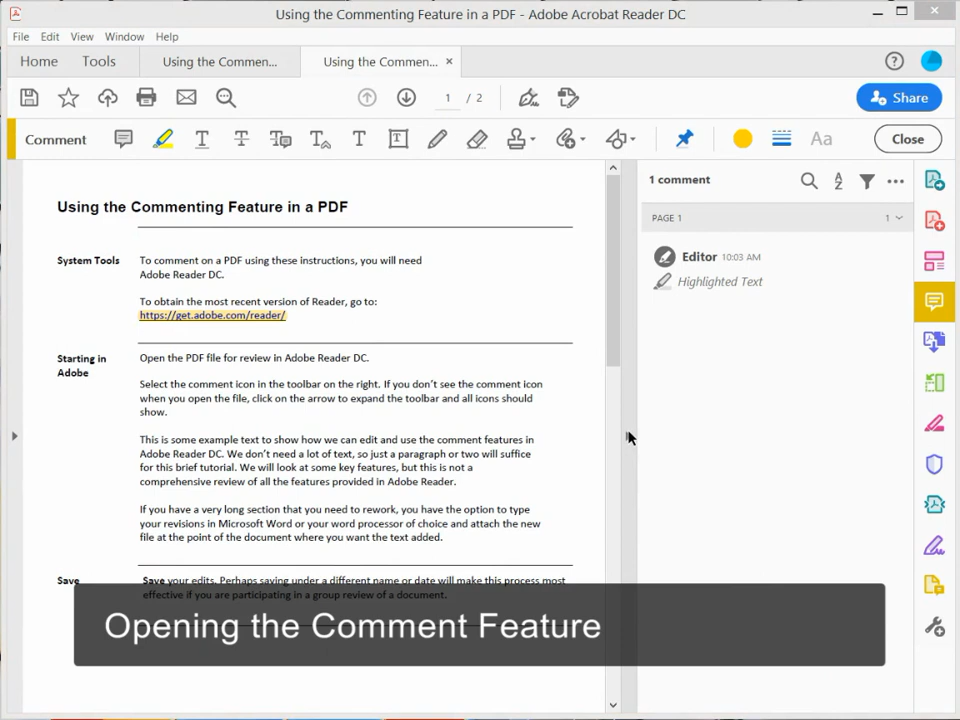 Using the Commenting Feature in a PDF - Adobe Acrobat Reader DC
File Edit View Window Help
Home Tools Using the Commen... Using the Commen... ×
1 / 2 Share
Comment Aa Close
Using the Commenting Feature in a PDF
System Tools To comment on a PDF using these instructions, you will need
Adobe Reader DC.
To obtain the most recent version of Reader, go to:
https://get.adobe.com/reader/
Starting in Open the PDF file for review in Adobe Reader DC.
Adobe
Select the comment icon in the toolbar on the right. If you don't see the comment icon
when you open the file, click on the arrow to expand the toolbar and all icons should
show.
This is some example text to show how we can edit and use the comment features in
Adobe Reader DC. We don't need a lot of text, so just a paragraph or two will suffice
for this brief tutorial. We will look at some key features, but this is not a
comprehensive review of all the features provided in Adobe Reader.
If you have a very long section that you need to rework, you have the option to type
your revisions in Microsoft Word or your word processor of choice and attach the new
file at the point of the document where you want the text added.
Save Save your edits. Perhaps saving under a different name or date will make this process most
effective if you are participating in a group review of a document.
1 comment
PAGE 1 1
Editor 10:03 AM
Highlighted Text
Opening the Comment Feature